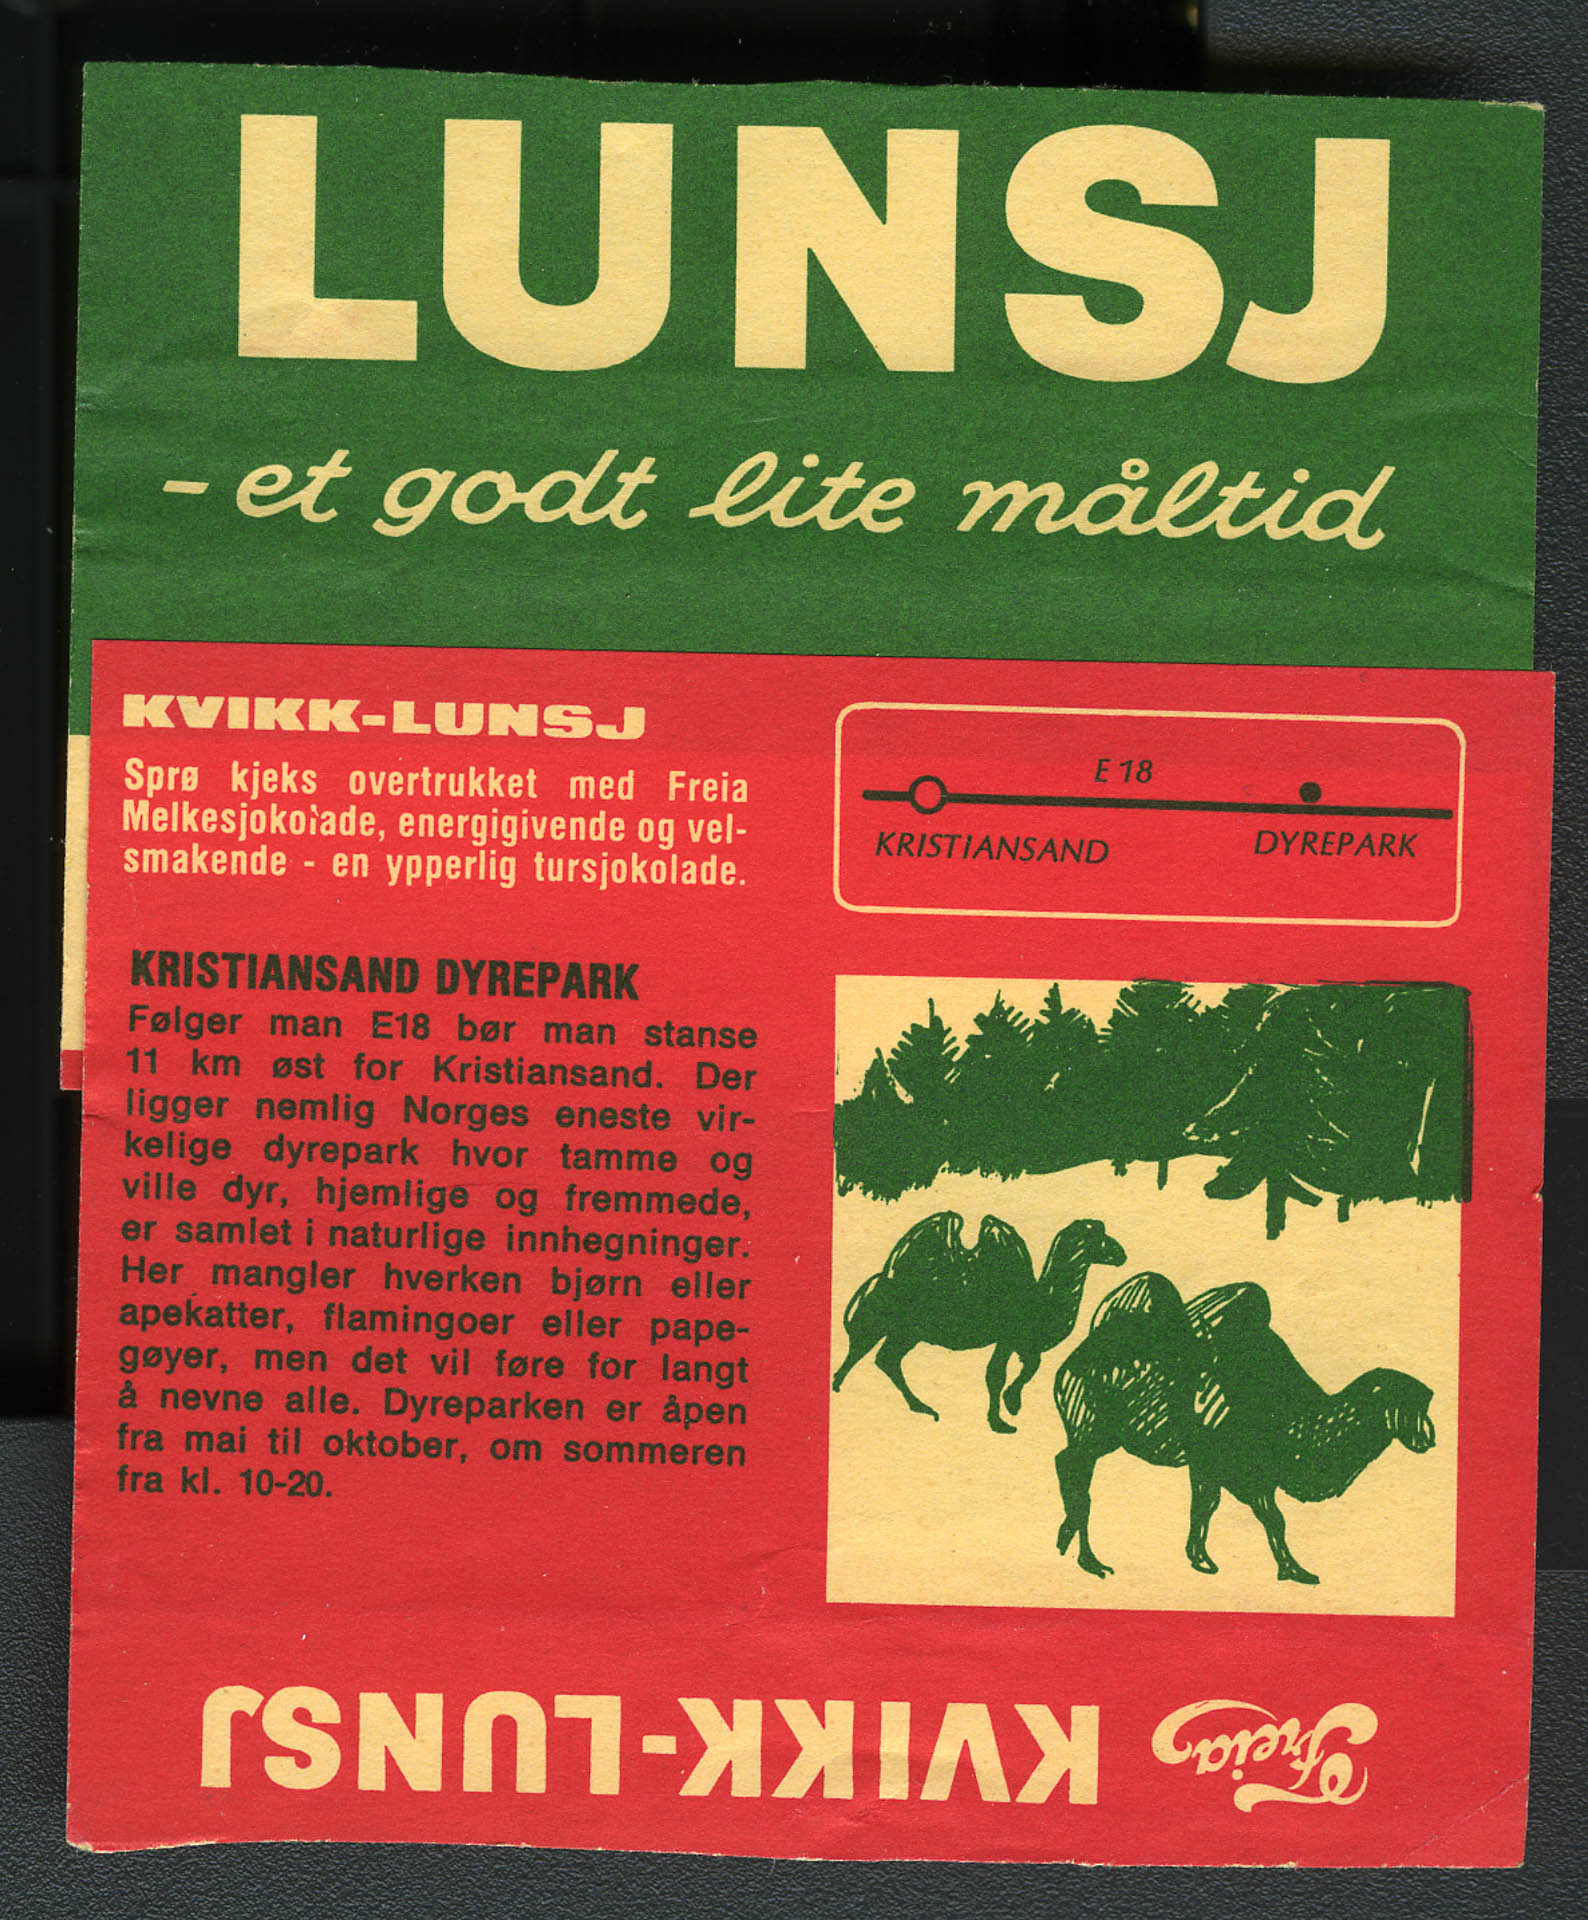 LUNSJ
- et godt lite måltid
KVIKK-LUNSJ
Sprø kjeks overtrukket med Freia
Melkesjokolade, energigivende og vel-
smakende - en ypperlig tursjokolade.
E 18
KRISTIANSAND DYREPARK
KRISTIANSAND DYREPARK
Følger man E18 bør man stanse
11 km øst for Kristiansand. Der
ligger nemlig Norges eneste vir-
kelige dyrepark hvor tamme og
ville dyr, hjemlige og fremmede,
er samlet i naturlige innhegninger.
Her mangler hverken bjørn eller
apekatter, flamingoer eller pape-
gøyer, men det vil føre for langt
å nevne alle. Dyreparken er åpen
fra mai til oktober, om sommeren
fra kl. 10-20.
Freia KVIKK-LUNSJ